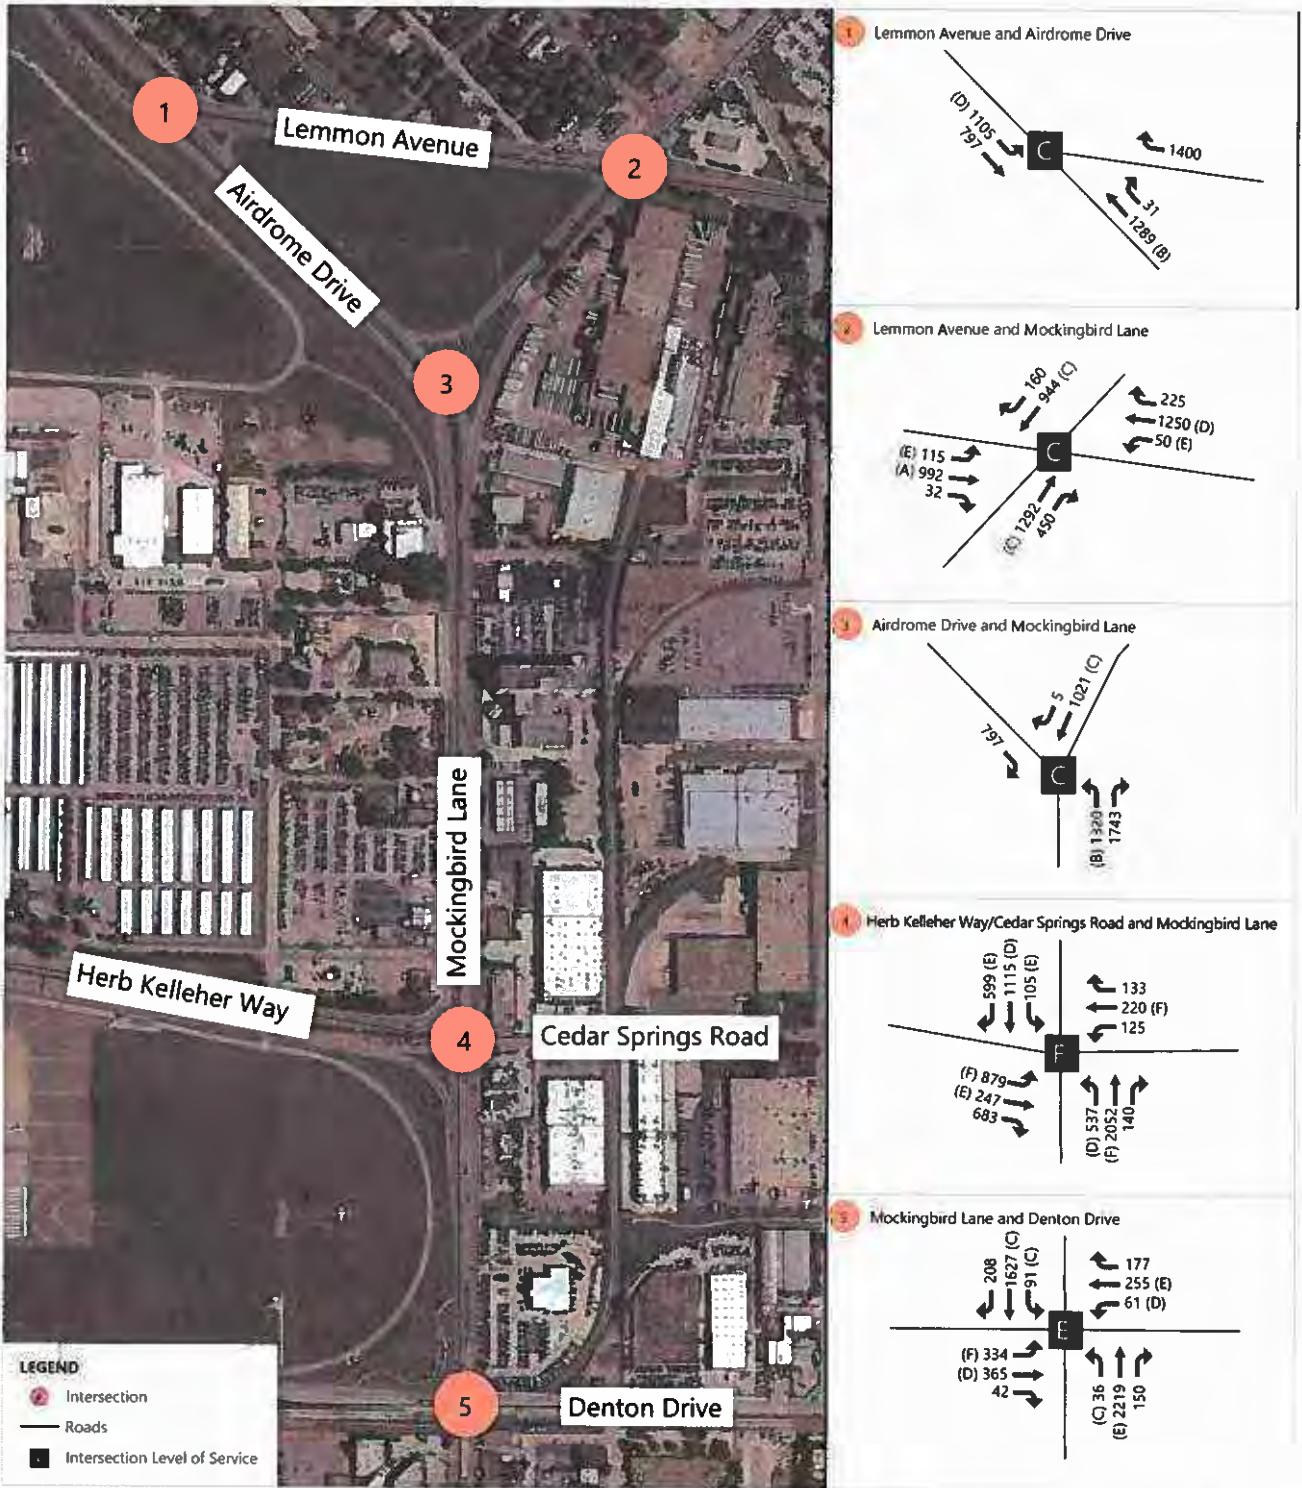 1
Lemmon Avenue
2
Airdrome Drive
3
Mockingbird Lane
Herb Kelleher Way
4
Cedar Springs Road
5
Denton Drive
LEGEND
Intersection
Roads
Intersection Level of Service
1 Lemmon Avenue and Airdrome Drive
(D) 1105
797
C
1400
31
1289 (B)
2 Lemmon Avenue and Mockingbird Lane
160
944 (C)
225
1250 (D)
50 (E)
C
(E) 115
(A) 992
32
(C) 1292
450
3 Airdrome Drive and Mockingbird Lane
5
1021 (C)
797
C
(B) 1320
1743
4 Herb Kelleher Way/Cedar Springs Road and Mockingbird Lane
599 (E)
1115 (D)
105 (E)
133
220 (F)
125
F
(F) 879
(E) 247
683
(D) 537
(F) 2052
140
5 Mockingbird Lane and Denton Drive
208
1627 (C)
91 (C)
177
255 (E)
61 (D)
E
(F) 334
(D) 365
42
(C) 36
(E) 2219
150